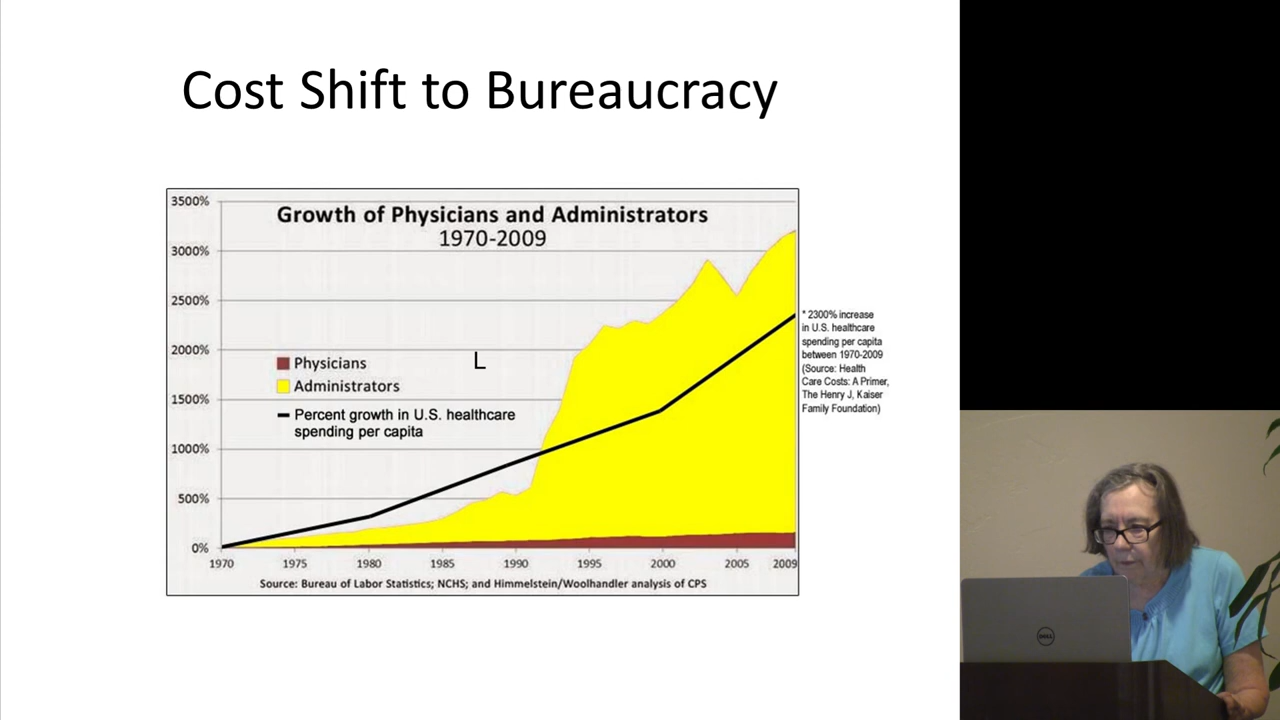 Cost Shift to Bureaucracy
3500%
Growth of Physicians and Administrators
1970-2009
3000%
2500%
2000%
1500%
1000%
500%
0%
Physicians
Administrators
Percent growth in U.S. healthcare
spending per capita
L
1970 1975 1980 1985 1990 1995 2000 2005 2009
Source: Bureau of Labor Statistics; NCHS; and Himmelstein/Woolhandler analysis of CPS
* 2300% increase
in U.S. healthcare
spending per capita
between 1970-2009
(Source: Health
Care Costs: A Primer,
The Henry J, Kaiser
Family Foundation)
DELL